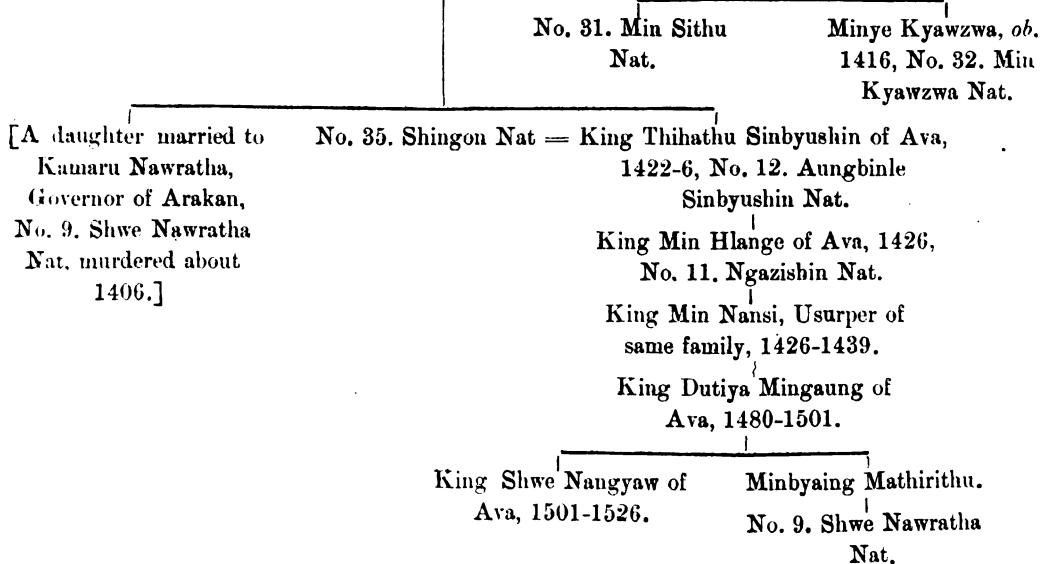 No. 31. Min Sithu
Nat.
Minye Kyawzwa, ob.
1416, No. 32. Min
Kyawzwa Nat.
[A daughter married to
Kamaru Nawratha,
Governor of Arakan,
No. 9. Shwe Nawratha
Nat. murdered about
1406.]
No. 35. Shingon Nat = King Thihathu Sinbyushin of Ava,
1422-6, No. 12. Aungbinle
Sinbyushin Nat.
King Min Hlange of Ava, 1426,
No. 11. Ngazishin Nat.
King Min Nansi, Usurper of
same family, 1426-1439.
King Dutiya Mingaung of
Ava, 1480-1501.
King Shwe Nangyaw of
Ava, 1501-1526.
Minbyaing Mathirithu.
No. 9. Shwe Nawratha
Nat.